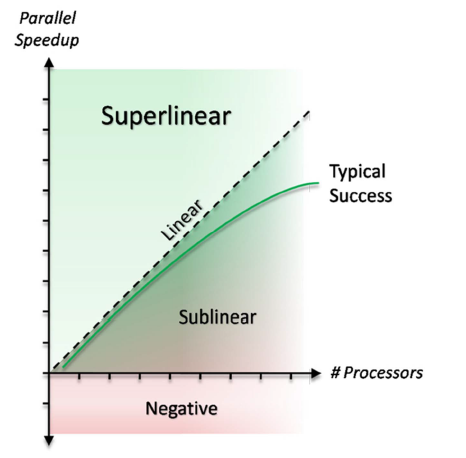 Parallel
Speedup
Superlinear
Linear
Typical
Success
Sublinear
# Processors
Negative